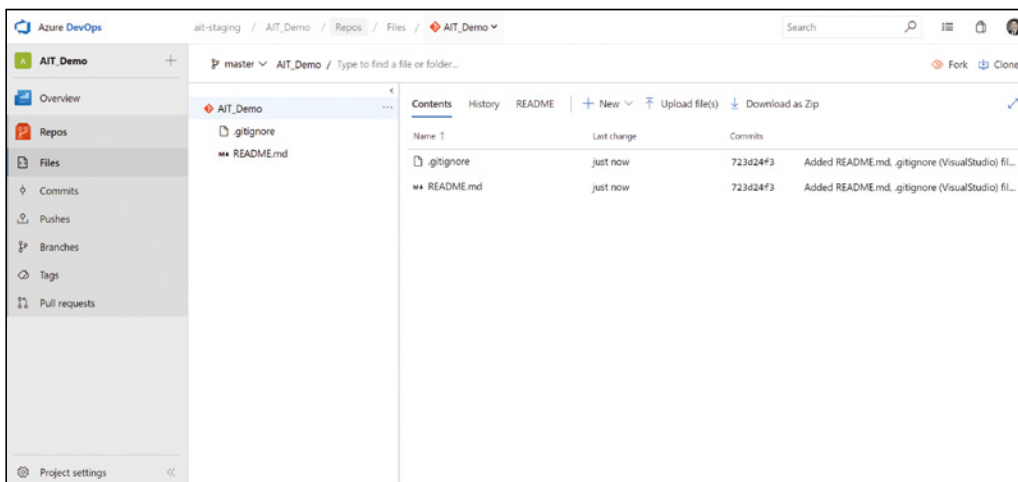 Azure DevOps
ait-staging / AIT_Demo / Repos / Files / AIT_Demo
Search
A AIT_Demo
master AIT_Demo / Type to find a file or folder...
Fork Clone
Overview
Repos
Files
Commits
Pushes
Branches
Tags
Pull requests
Project settings
AIT_Demo ...
.gitignore
M↓ README.md
Contents History README + New Upload file(s) Download as Zip
Name ↑ Last change Commits
.gitignore just now 723d24f3 Added README.md, .gitignore (VisualStudio) fil...
M↓ README.md just now 723d24f3 Added README.md, .gitignore (VisualStudio) fil...